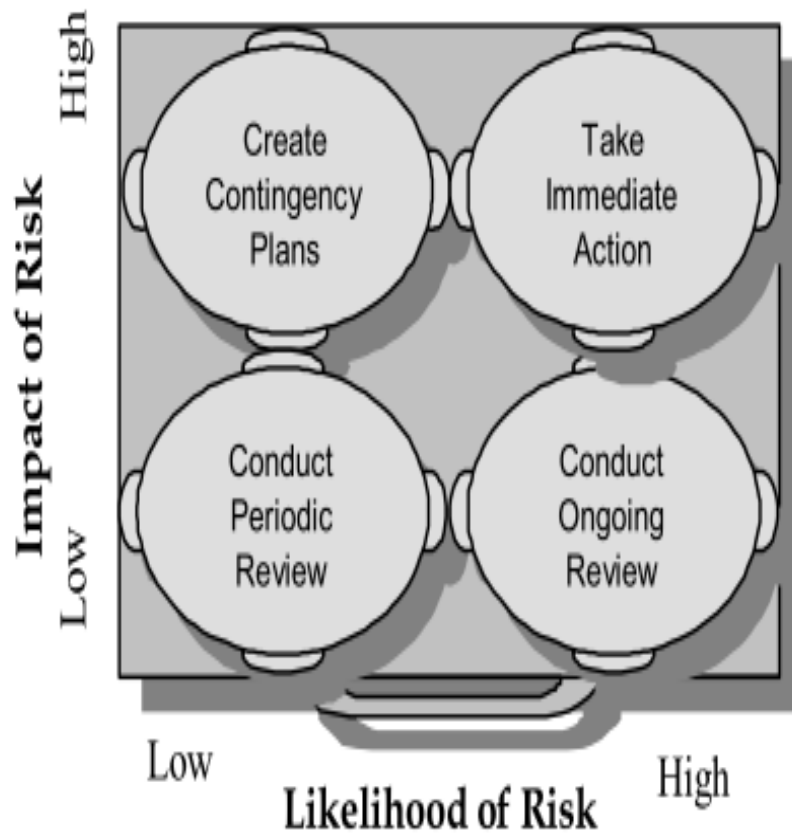 High
Impact of Risk
Low
Create
Contingency
Plans
Take
Immediate
Action
Conduct
Periodic
Review
Conduct
Ongoing
Review
Low
High
Likelihood of Risk